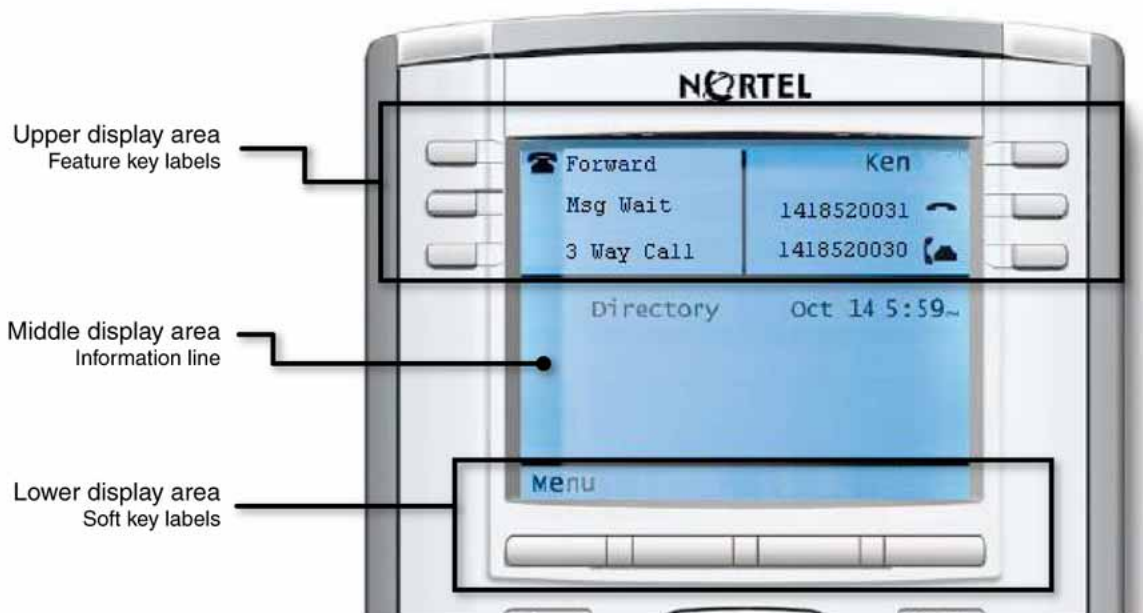 NORTEL
Upper display area
Feature key labels
Forward
Ken
Msg Wait
1418520031
3 Way Call
1418520030
Directory
Oct 14 5:59
Middle display area
Information line
Menu
Lower display area
Soft key labels